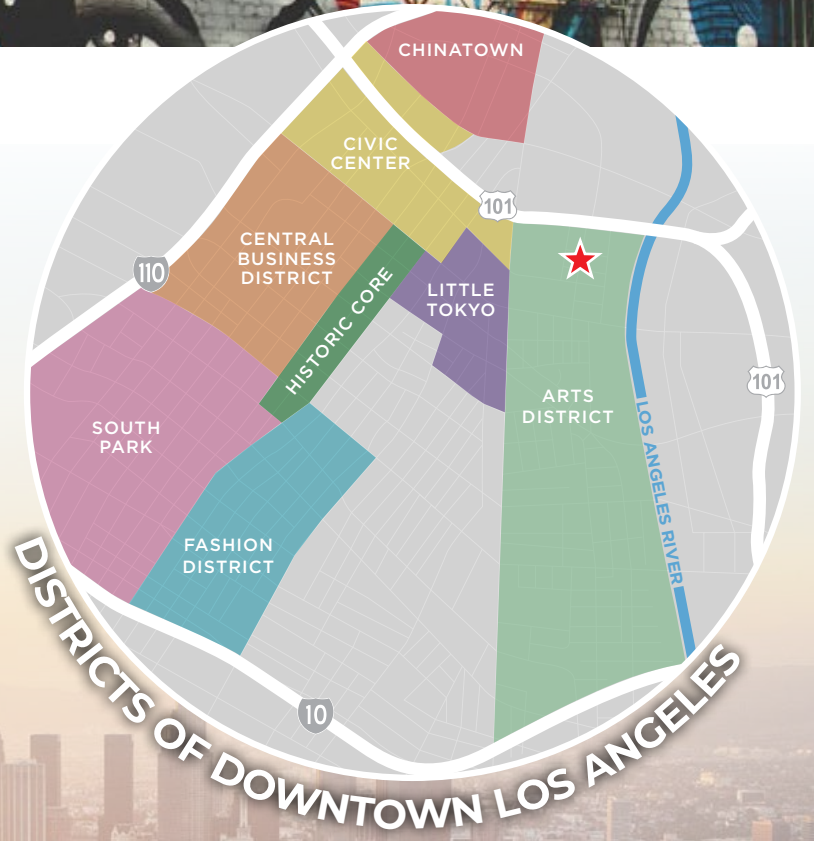 CHINATOWN
CIVIC
CENTER
101
CENTRAL
BUSINESS
DISTRICT
110
HISTORIC CORE
LITTLE
TOKYO
101
ARTS
DISTRICT
LOS ANGELES RIVER
SOUTH
PARK
FASHION
DISTRICT
10
DISTRICTS OF DOWNTOWN LOS ANGELES